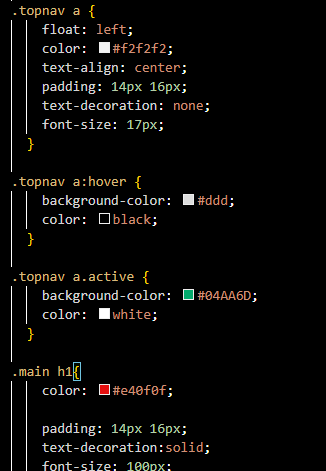 .topnav a {
float: left;
color: #f2f2f2;
text-align: center;
padding: 14px 16px;
text-decoration: none;
font-size: 17px;
}
.topnav a:hover {
background-color: #ddd;
color: black;
}
.topnav a.active {
background-color: #04AA6D;
color: white;
}
.main h1{
color: #e40f0f;
padding: 14px 16px;
text-decoration:solid;
font-size: 100px;